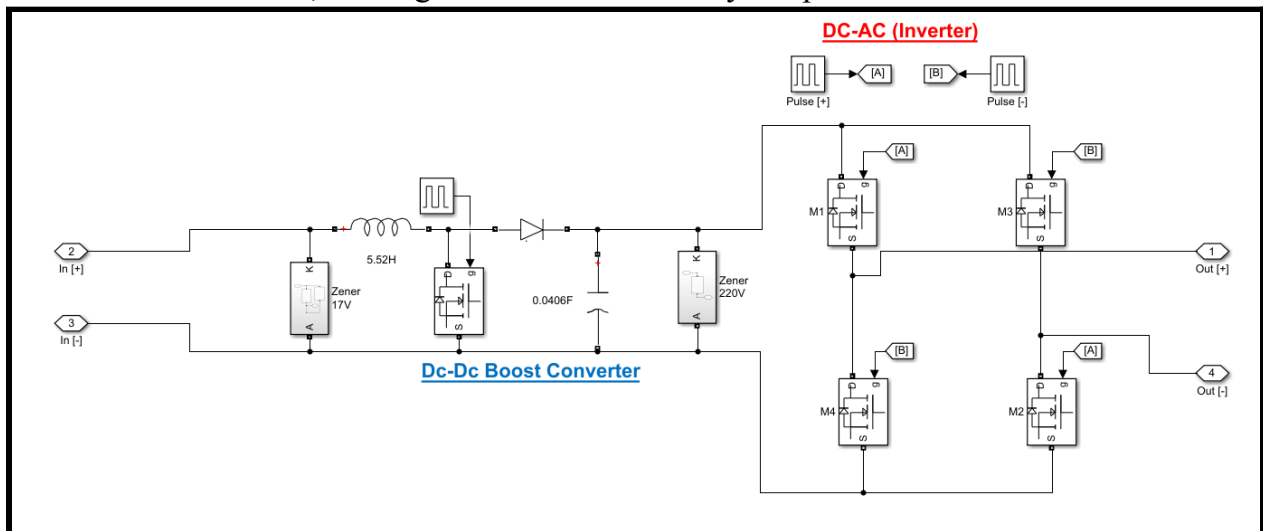 DC-AC (Inverter)
[A]
[B]
Pulse [+]
Pulse [-]
[A]
[B]
D
g
M1
S
D
g
M3
S
2
In [+]
5.52H
K
Zener
17V
A
D
g
S
0.0406F
K
Zener
220V
A
1
Out [+]
3
In [-]
Dc-Dc Boost Converter
[B]
[A]
D
g
M4
S
D
g
M2
S
4
Out [-]